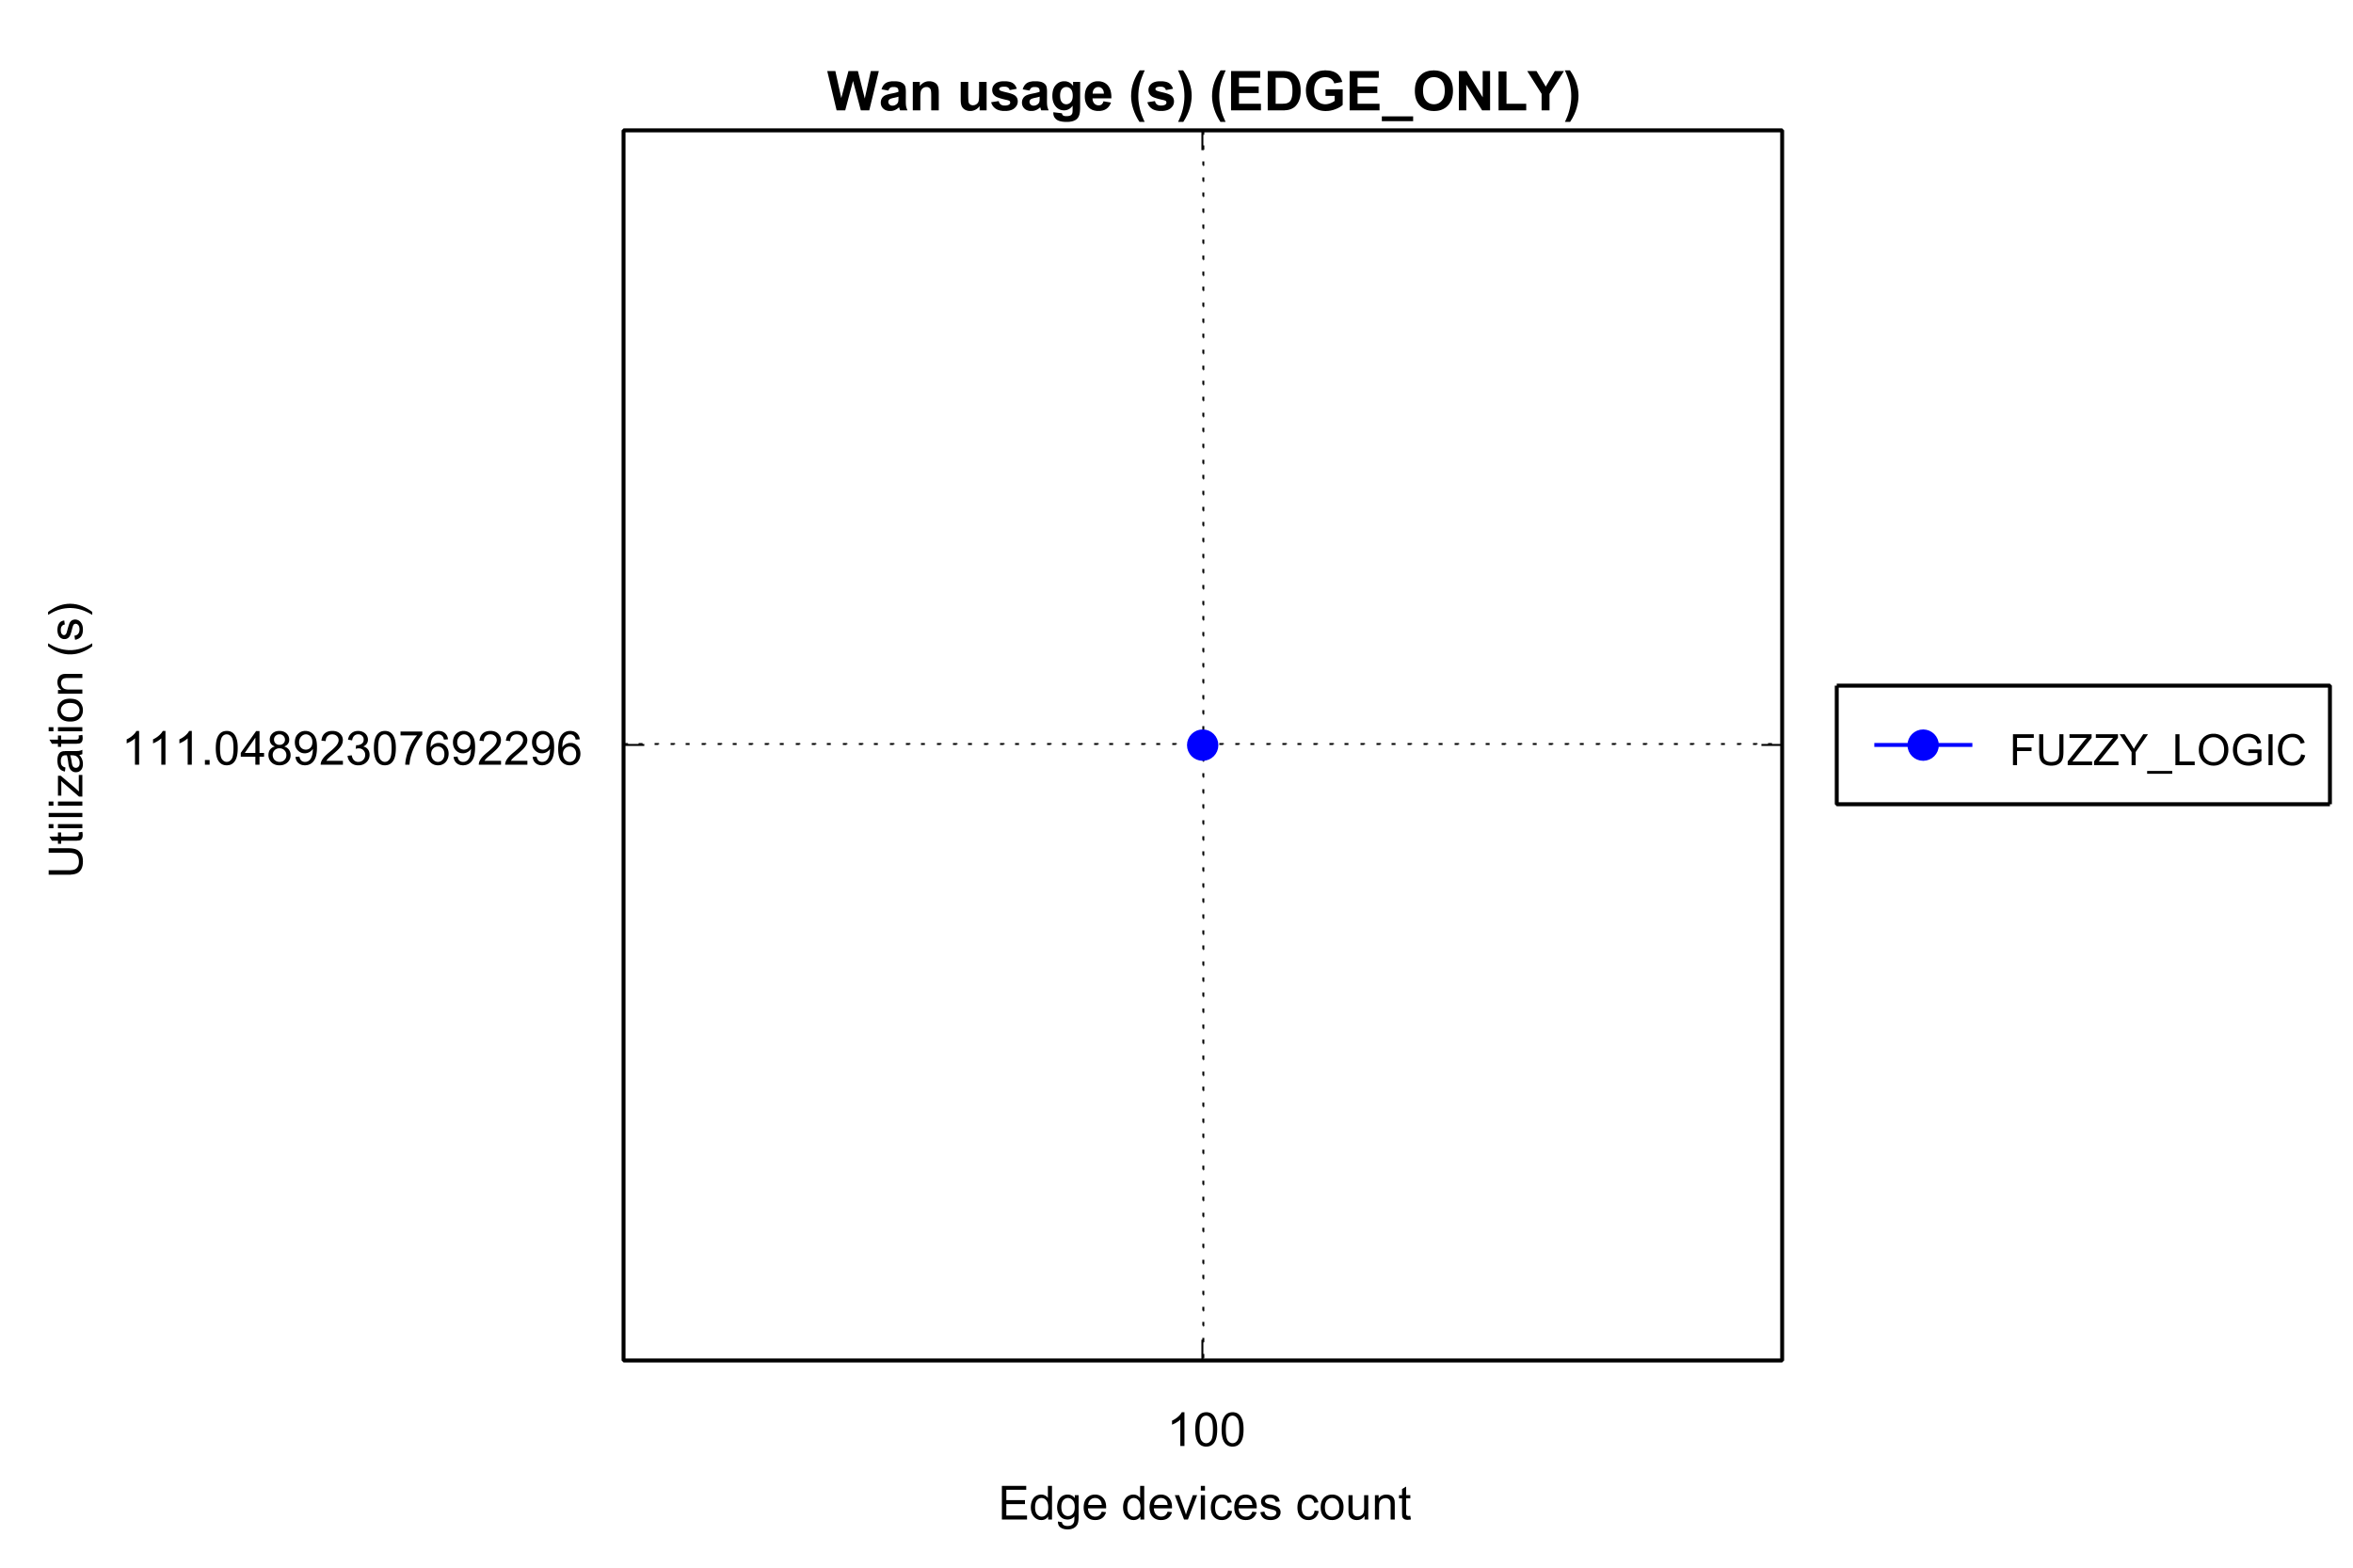 Wan usage (s) (EDGE_ONLY)
Utilization (s)
111.04892307692296
FUZZY_LOGIC
100
Edge devices count